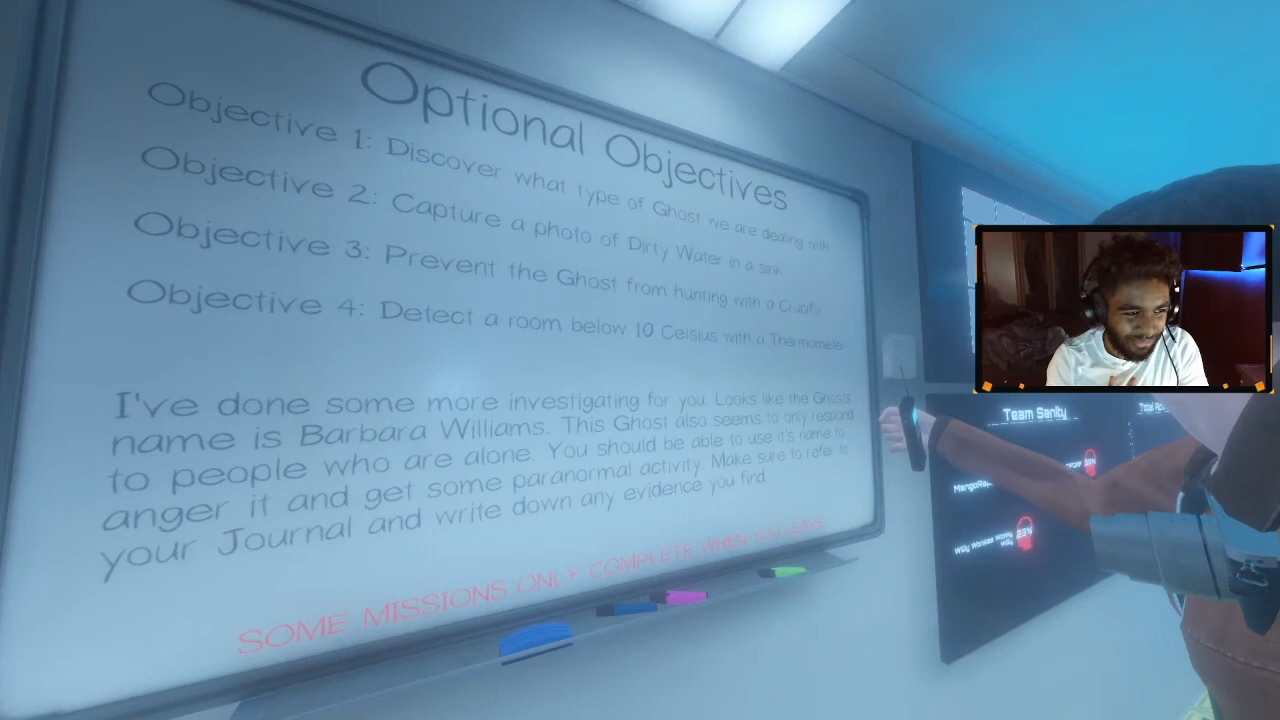 Optional Objectives
Objective 1: Discover what type of Ghost we are dealing with
Objective 2: Capture a photo of Dirty Water in a sink
Objective 3: Prevent the Ghost from hunting with a Crucifix
Objective 4: Detect a room below 10 Celsius with a Thermometer
I've done some more investigating for you. Looks like the Ghosts
name is Barbara Williams. This Ghost also seems to only respond
to people who are alone. You should be able to use it's name to
anger it and get some paranormal activity. Make sure to refer to
your Journal and write down any evidence you find.
SOME MISSIONS ONLY COMPLETE WHEN YOU LEAVE
Team Sanity
Total
23%